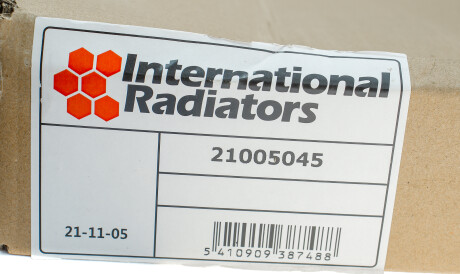 International
Radiators
21005045
21-11-05
5 410909 387488